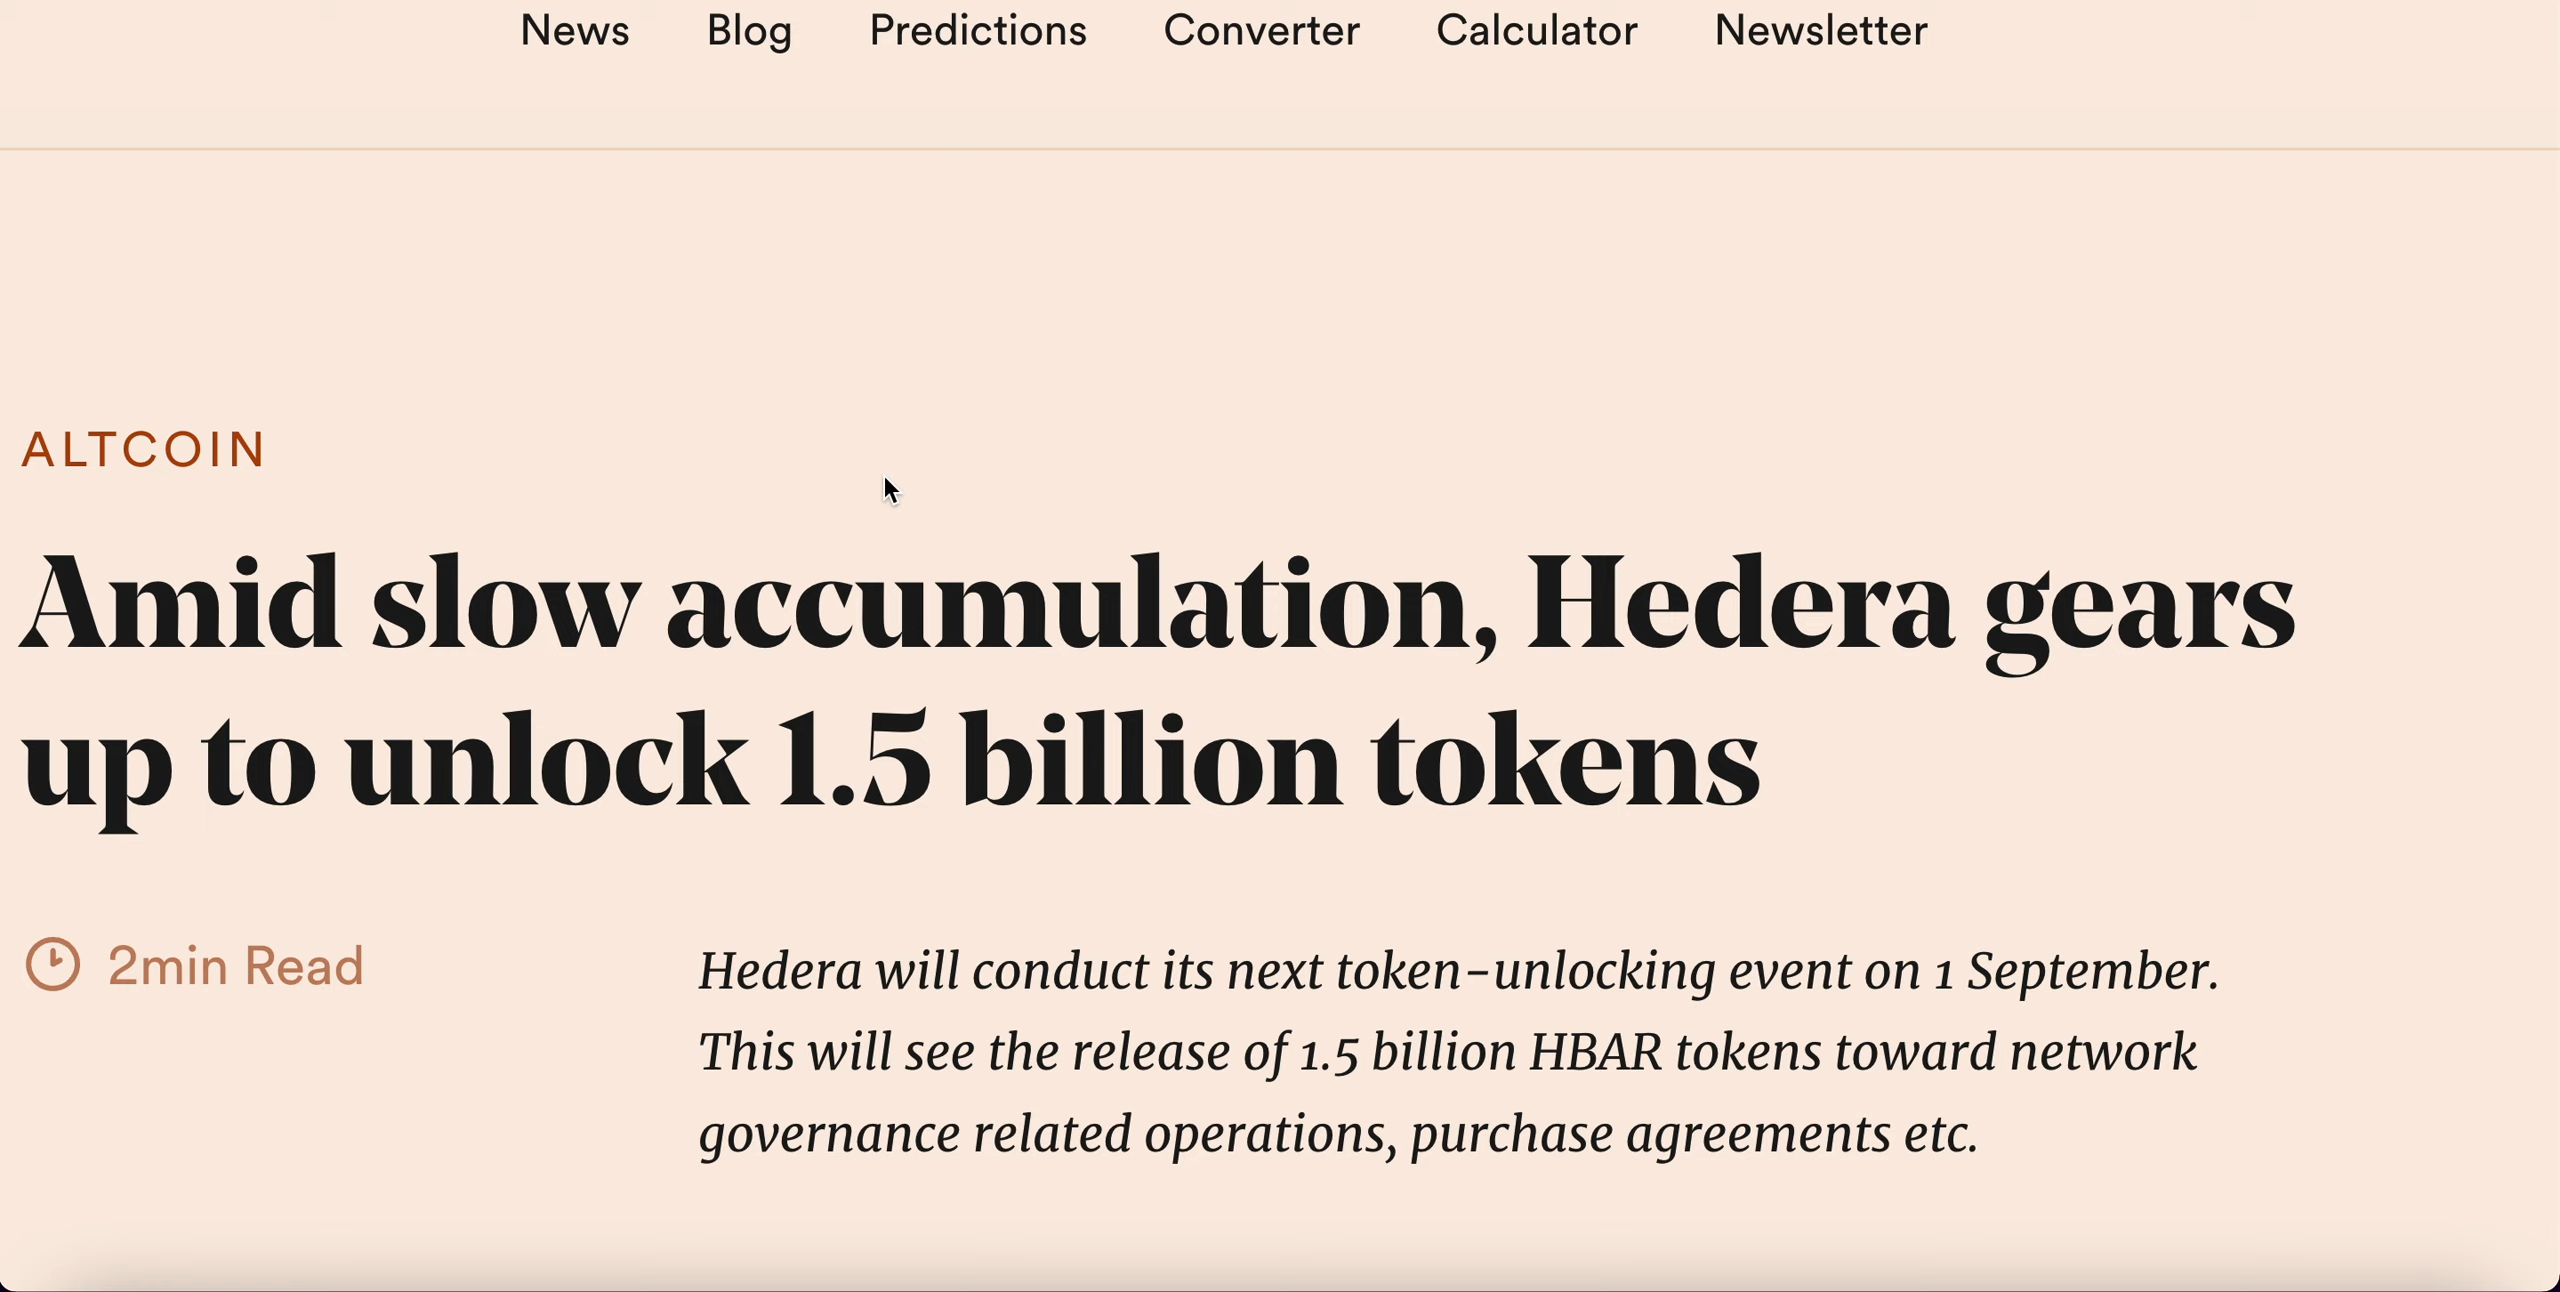 News Blog Predictions Converter Calculator Newsletter
ALTCOIN
Amid slow accumulation, Hedera gears
up to unlock 1.5 billion tokens
2min Read
Hedera will conduct its next token-unlocking event on 1 September.
This will see the release of 1.5 billion HBAR tokens toward network
governance related operations, purchase agreements etc.